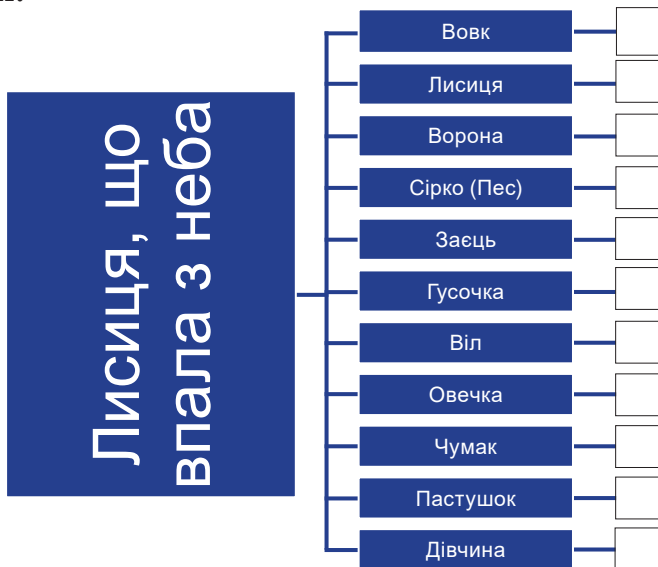 Лисиця, що
впала з неба
Вовк
Лисиця
Ворона
Сірко (Пес)
Заєць
Гусочка
Віл
Овечка
Чумак
Пастушок
Дівчина